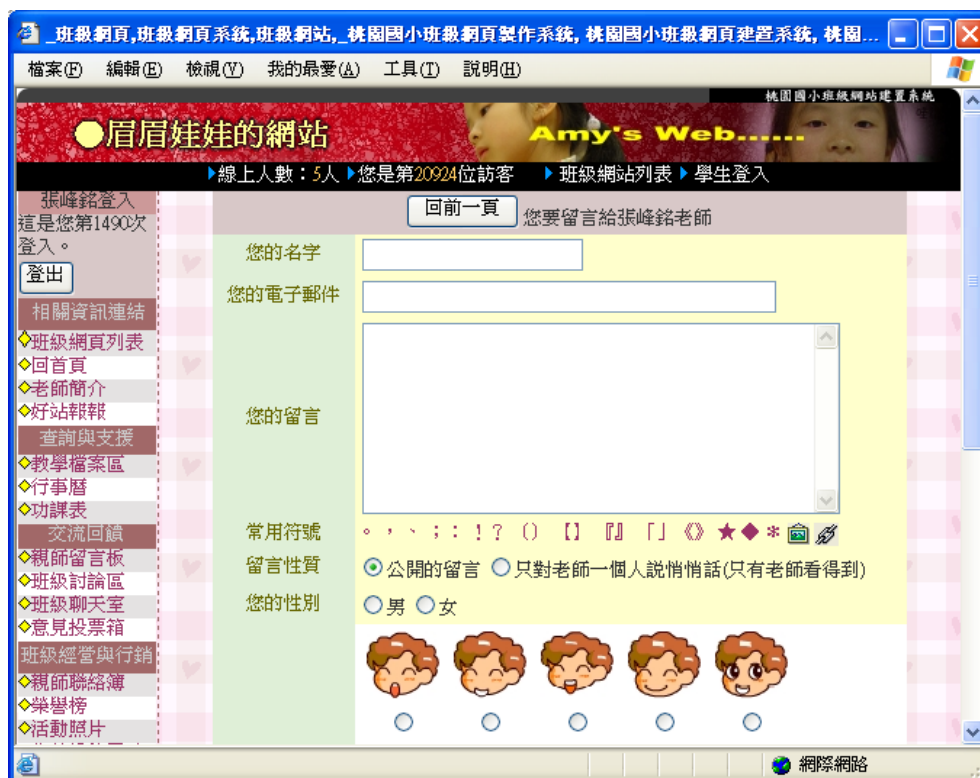 _班級網頁,班級網頁系統,班級網站,_桃園國小班級網頁製作系統, 桃園國小班級網頁建置系統, 桃園...
檔案(F) 編輯(E) 檢視(V) 我的最愛(A) 工具(T) 說明(H)
桃園國小班級網站建置系統
●眉眉娃娃的網站
Amy's Web......
線上人數：5人 您是第20924位訪客 班級網站列表 學生登入
張峰銘登入
這是您第1490次
登入。
登出
相關資訊連結
班級網頁列表
回首頁
老師簡介
好站報報
查詢與支援
教學檔案區
行事曆
功課表
交流回饋
親師留言板
班級討論區
班級聊天室
意見投票箱
班級經營與行銷
親師聯絡簿
榮譽榜
活動照片
回前一頁 您要留言給張峰銘老師
您的名字
您的電子郵件
您的留言
常用符號 。 ， 、 ； ： ！ ？ （） 【】 『』 「」 《》 ★ ◆ *
留言性質 公開的留言 只對老師一個人說悄悄話(只有老師看得到)
您的性別 男 女
網際網路